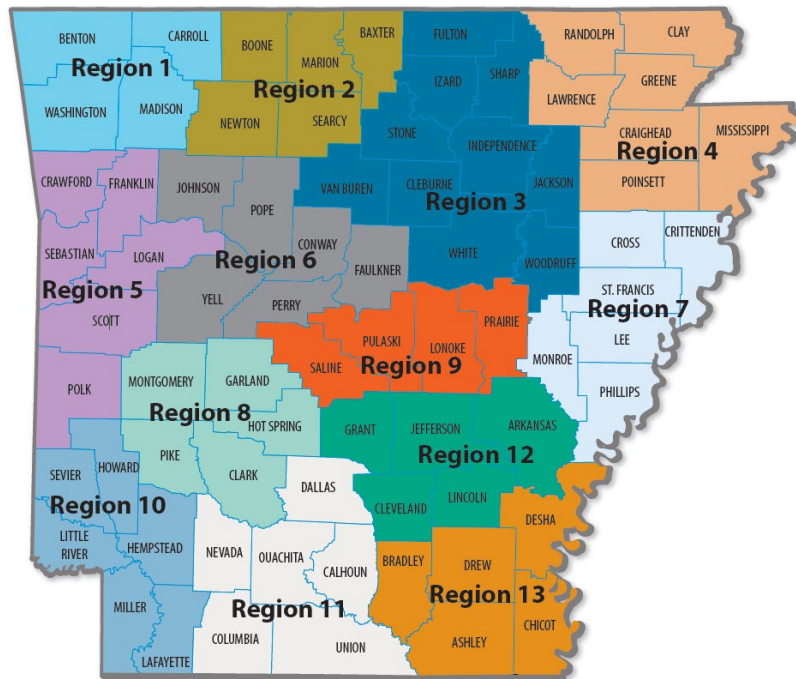 BENTON
CARROLL
Region 1
WASHINGTON
MADISON
BOONE
MARION
BAXTER
Region 2
NEWTON
SEARCY
FULTON
IZARD
SHARP
STONE
INDEPENDENCE
VAN BUREN
CLEBURNE
JACKSON
Region 3
WHITE
WOODRUFF
RANDOLPH
CLAY
GREENE
LAWRENCE
CRAIGHEAD
MISSISSIPPI
Region 4
POINSETT
CRAWFORD
FRANKLIN
SEBASTIAN
LOGAN
Region 5
SCOTT
POLK
JOHNSON
POPE
CONWAY
Region 6
FAULKNER
YELL
PERRY
CROSS
CRITTENDEN
ST. FRANCIS
Region 7
LEE
MONROE
PHILLIPS
MONTGOMERY
GARLAND
Region 8
HOT SPRING
PIKE
CLARK
PULASKI
LONOKE
PRAIRIE
SALINE
Region 9
SEVIER
HOWARD
Region 10
LITTLE
RIVER
HEMPSTEAD
MILLER
LAFAYETTE
DALLAS
NEVADA
OUACHITA
CALHOUN
Region 11
COLUMBIA
UNION
GRANT
JEFFERSON
ARKANSAS
Region 12
CLEVELAND
LINCOLN
DESHA
BRADLEY
DREW
Region 13
CHICOT
ASHLEY